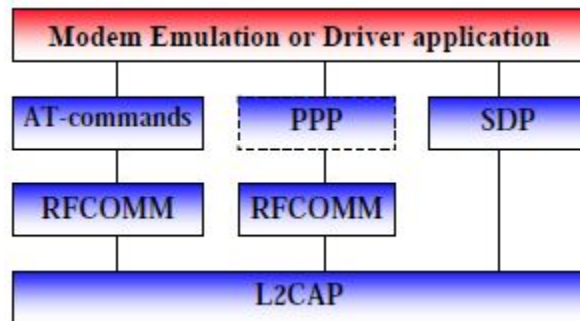 Modem Emulation or Driver application
AT-commands
PPP
SDP
RFCOMM
RFCOMM
L2CAP